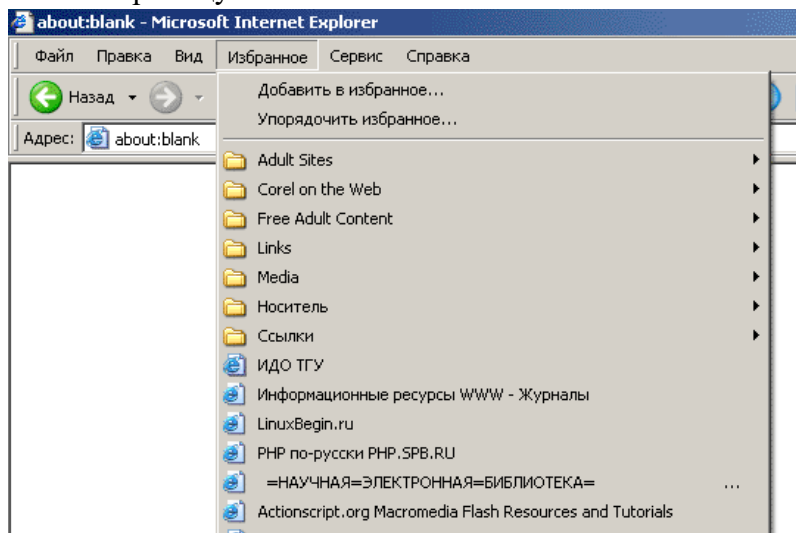 about:blank - Microsoft Internet Explorer
Файл Правка Вид Избранное Сервис Справка
Назад
Добавить в избранное...
Упорядочить избранное...
Адрес: about:blank
Adult Sites
Corel on the Web
Free Adult Content
Links
Media
Носитель
Ссылки
ИДО ТГУ
Информационные ресурсы WWW - Журналы
LinuxBegin.ru
PHP по-русски PHP.SPB.RU
=НАУЧНАЯ=ЭЛЕКТРОННАЯ=БИБЛИОТЕКА= ...
Actionscript.org Macromedia Flash Resources and Tutorials